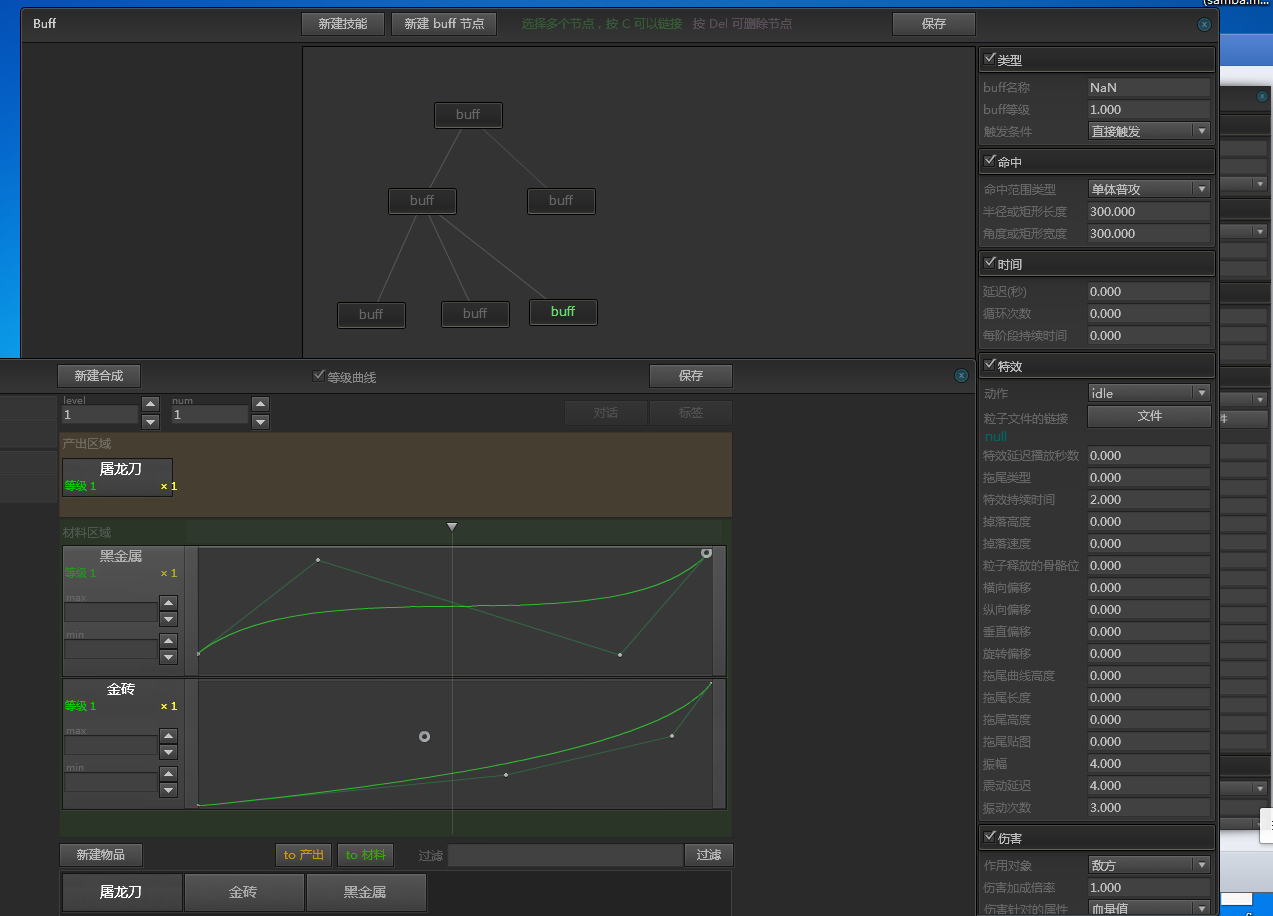 (samba.m...
Buff
新建技能
新建 buff 节点
选择多个节点，按 C 可以链接 按 Del 可删除节点
保存
buff
buff
buff
buff
buff
buff
类型
buff名称 NaN
buff等级 1.000
触发条件 直接触发
命中
命中范围类型 单体普攻
半径或矩形长度 300.000
角度或矩形宽度 300.000
时间
延迟(秒) 0.000
循环次数 0.000
每阶段持续时间 0.000
特效
动作 idle
粒子文件的链接 文件
null
特效延迟播放秒数 0.000
拖尾类型 0.000
特效持续时间 2.000
掉落高度 0.000
掉落速度 0.000
粒子释放的骨骼位 0.000
横向偏移 0.000
纵向偏移 0.000
垂直偏移 0.000
旋转偏移 0.000
拖尾曲线高度 0.000
拖尾长度 0.000
拖尾高度 0.000
拖尾贴图 0.000
振幅 4.000
震动延迟 4.000
振动次数 3.000
伤害
作用对象 敌方
伤害加成倍率 1.000
伤害针对的属性 血量值
新建合成
等级曲线
保存
level
1
num
1
对话
标签
产出区域
屠龙刀
等级 1 × 1
材料区域
黑金属
等级 1 × 1
max
min
金砖
等级 1 × 1
max
min
新建物品
to 产出
to 材料
过滤
过滤
屠龙刀
金砖
黑金属